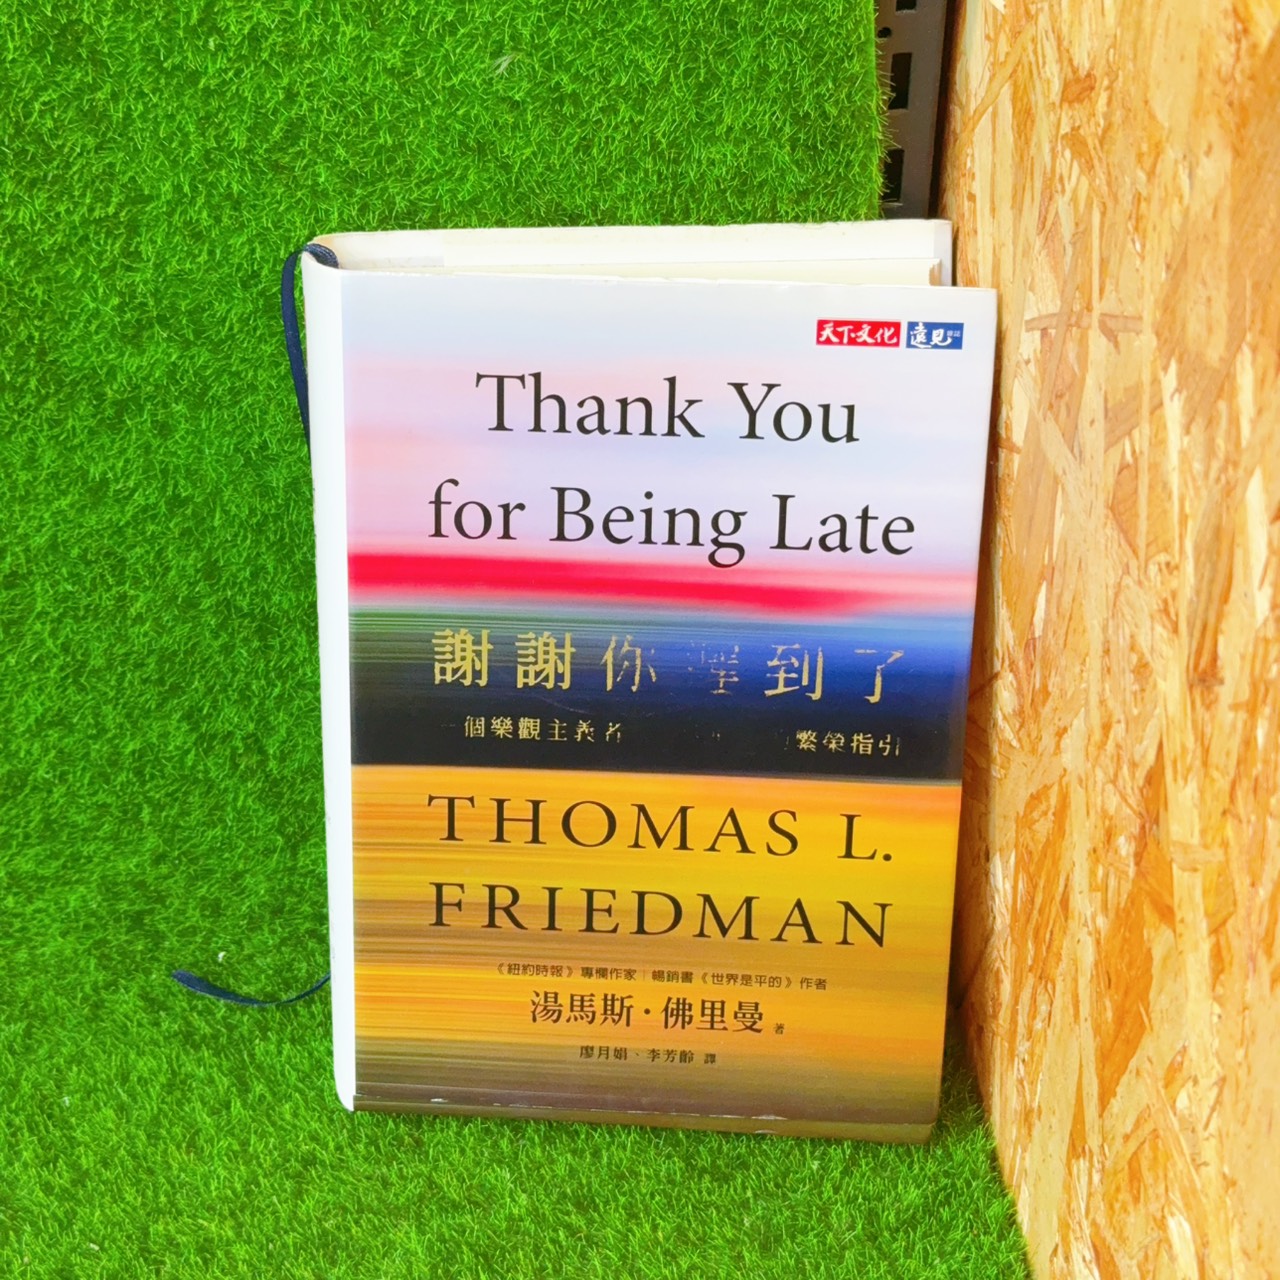 天下文化 遠見雜誌
Thank You
for Being Late
謝謝你遲到了
個樂觀主義者 繁榮指引
THOMAS L.
FRIEDMAN
《紐約時報》專欄作家｜暢銷書《世界是平的》作者
湯馬斯·佛里曼 著
廖月娟、李芳齡 譯